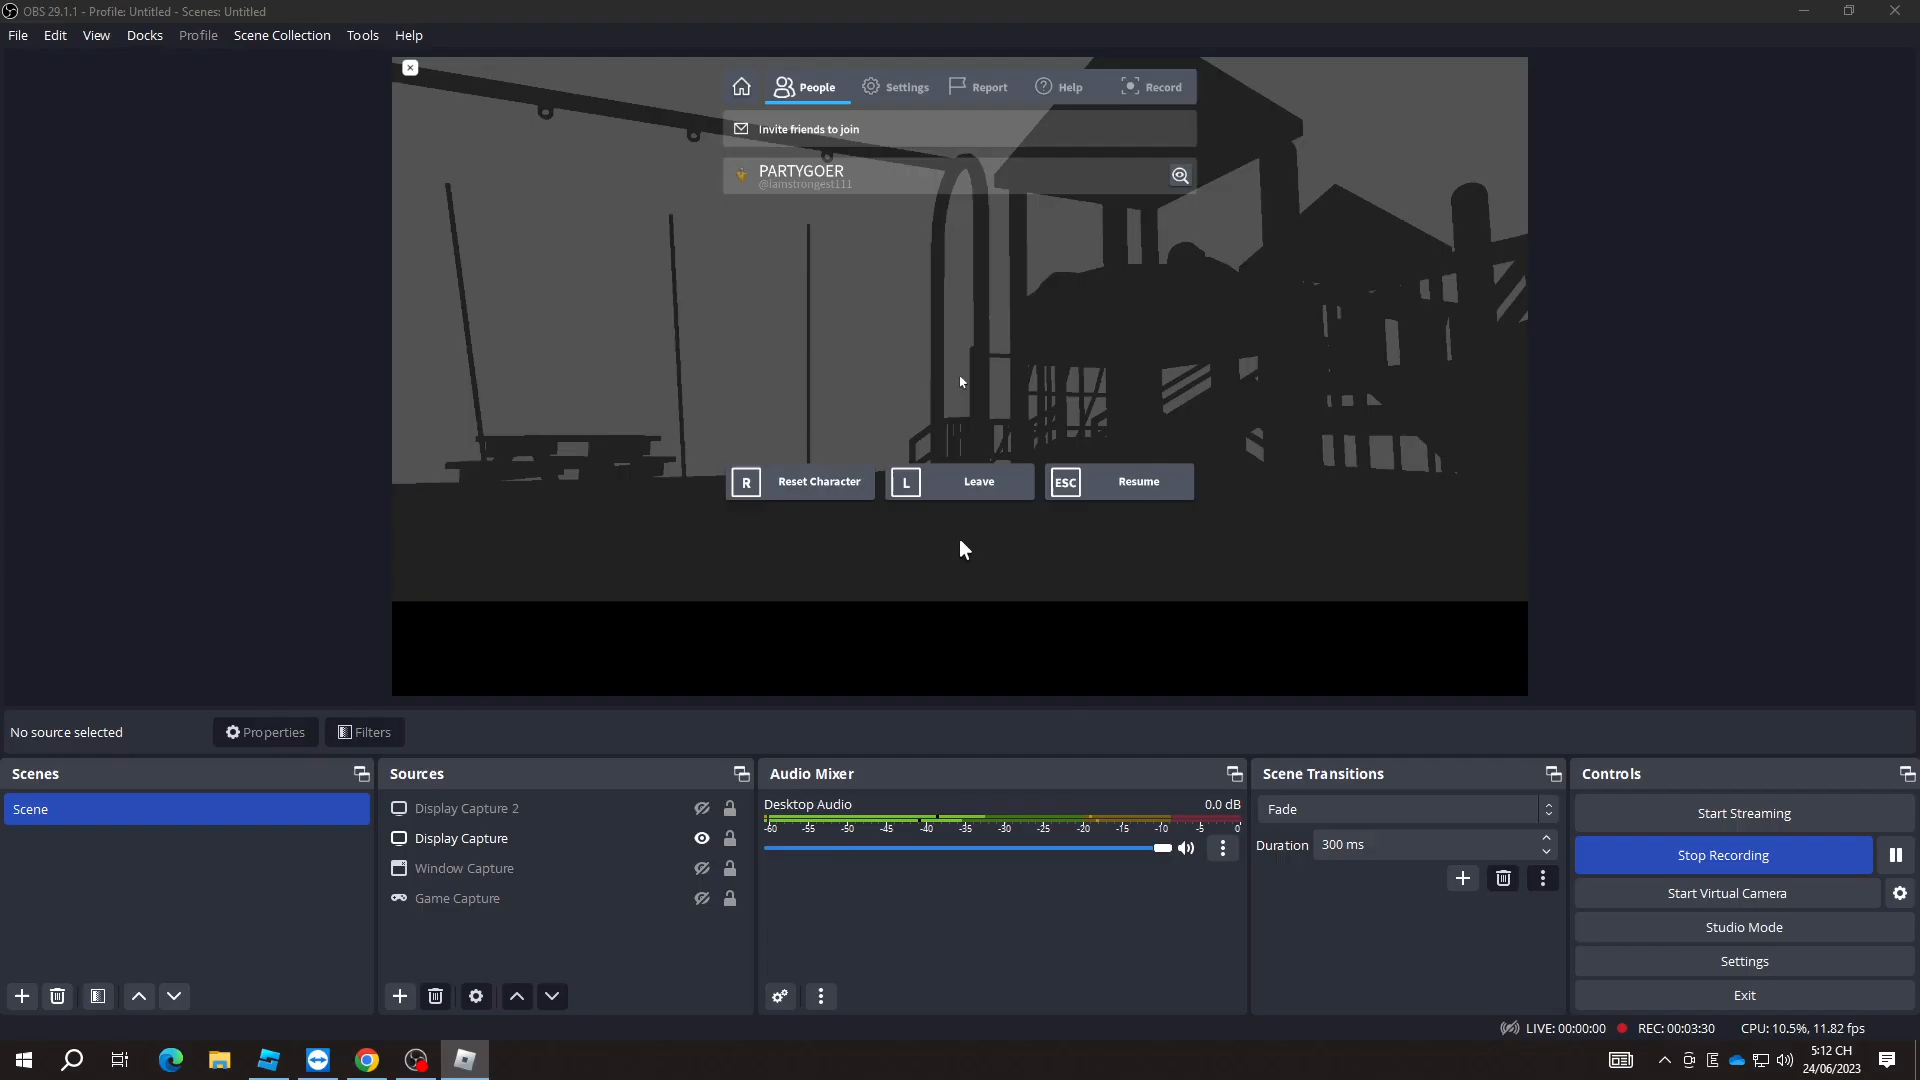 OBS 29.1.1 - Profile: Untitled - Scenes: Untitled
File Edit View Docks Profile Scene Collection Tools Help
People Settings Report Help Record
Invite friends to join
PARTYGOER
@Iamstrongest111
R Reset Character L Leave ESC Resume
No source selected Properties Filters
Scenes
Scene
Sources
Display Capture 2
Display Capture
Window Capture
Game Capture
Audio Mixer
Desktop Audio 0.0 dB
-60 -55 -50 -45 -40 -35 -30 -25 -20 -15 -10 -5 0
Scene Transitions
Fade
Duration 300 ms
Controls
Start Streaming
Stop Recording
Start Virtual Camera
Studio Mode
Settings
Exit
LIVE: 00:00:00 REC: 00:03:30 CPU: 10.5%, 11.82 fps
5:12 CH
24/06/2023